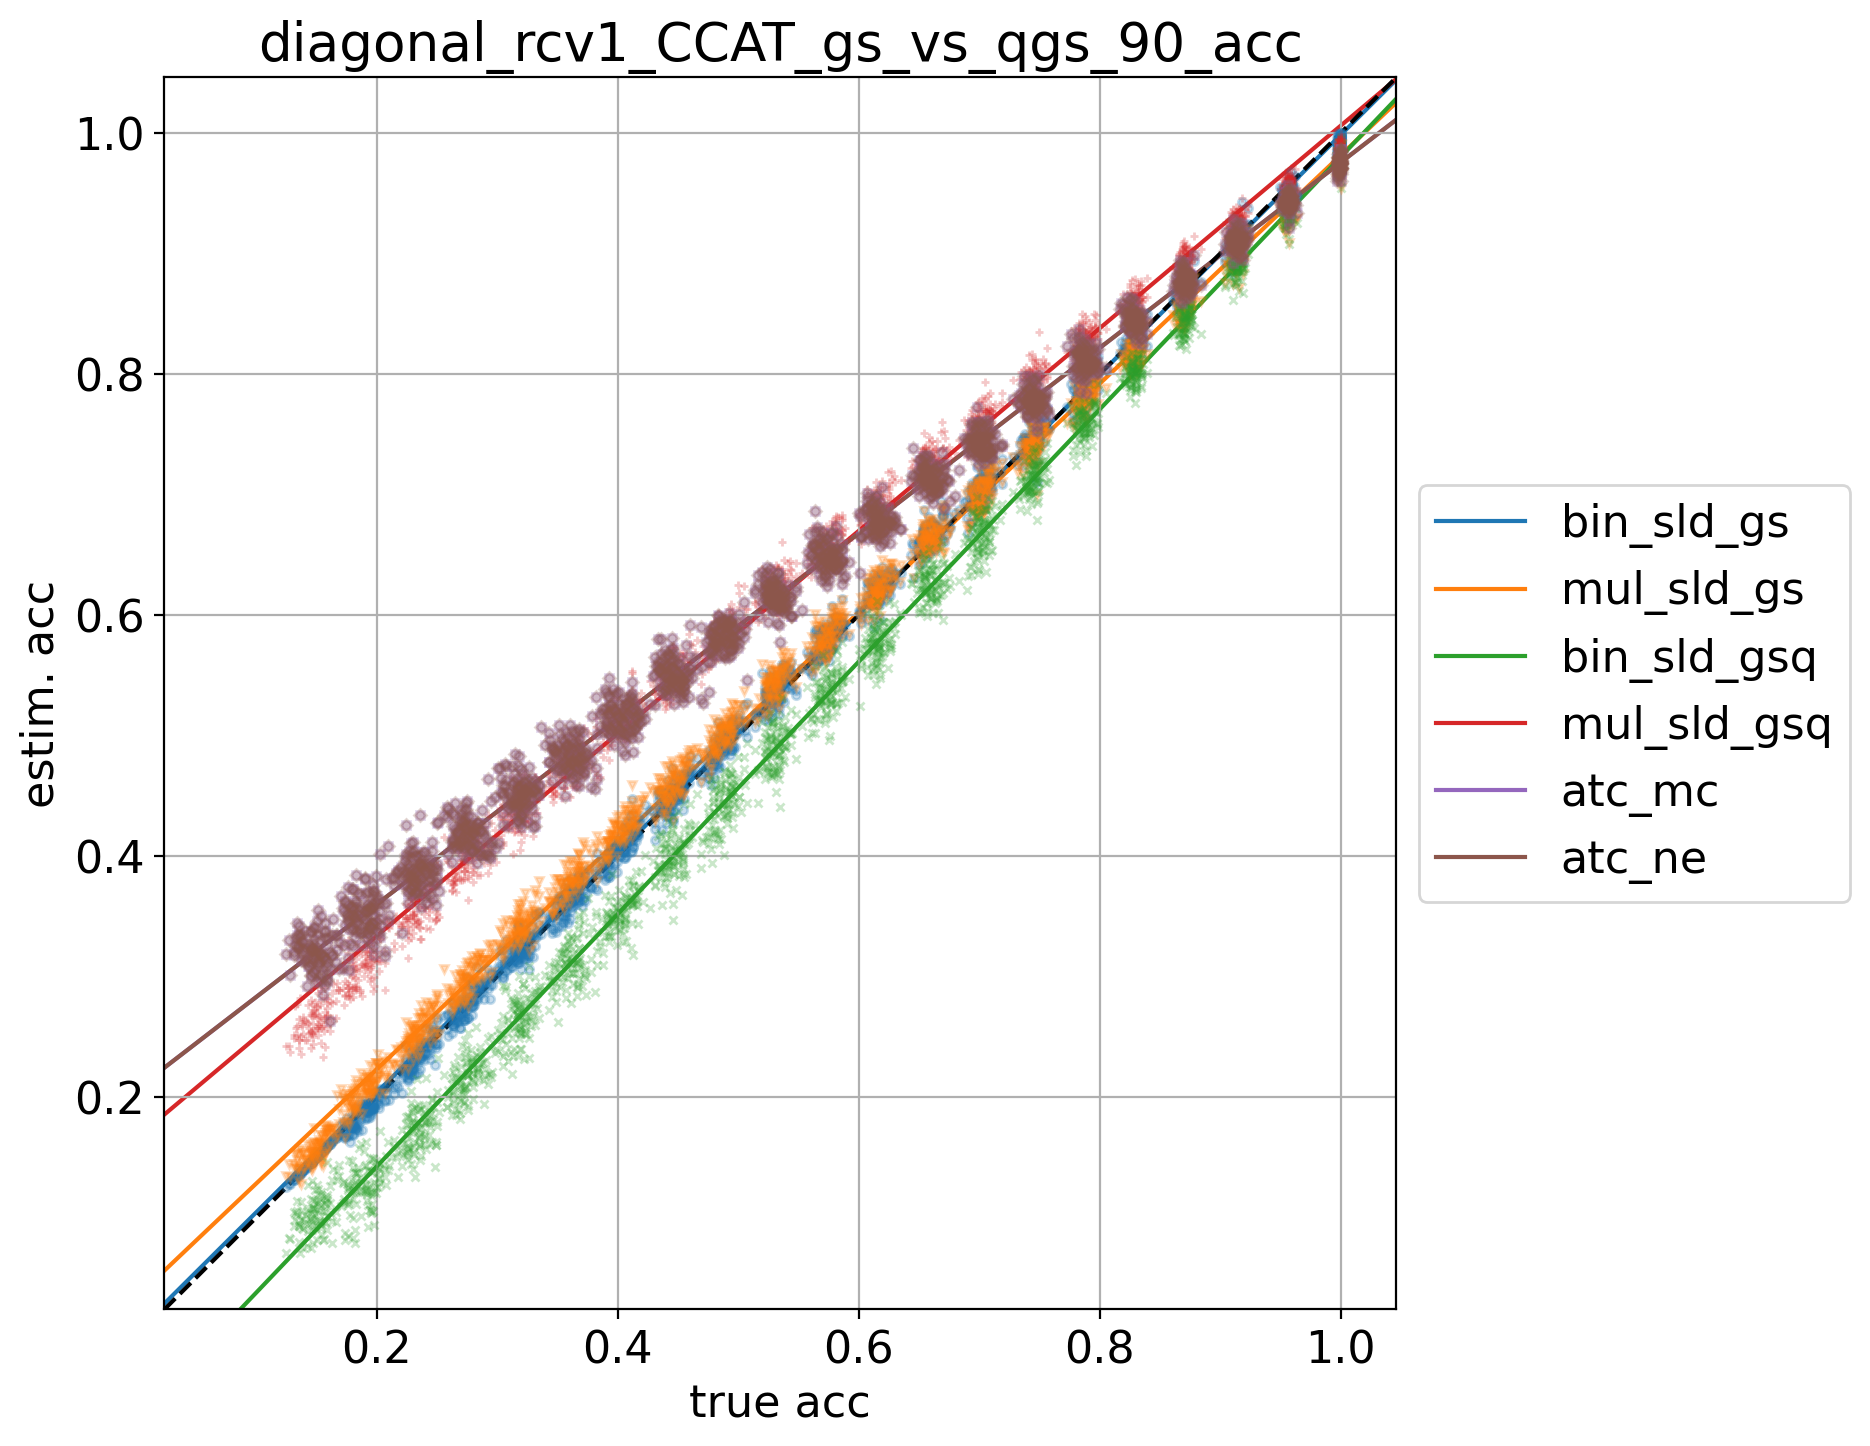 diagonal_rcv1_CCAT_gs_vs_qgs_90_acc
1.0
0.8
0.6
0.4
0.2
estim. acc
0.2 0.4 0.6 0.8 1.0
true acc
bin_sld_gs
mul_sld_gs
bin_sld_gsq
mul_sld_gsq
atc_mc
atc_ne